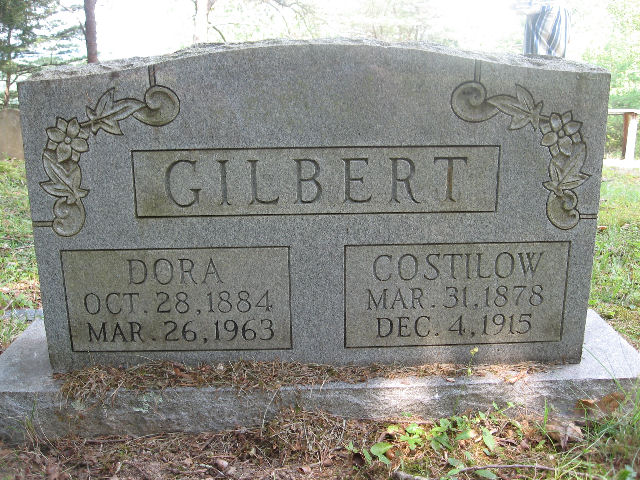 GILBERT
DORA
OCT. 28, 1884
MAR. 26, 1963
COSTILOW
MAR. 31, 1878
DEC. 4, 1915